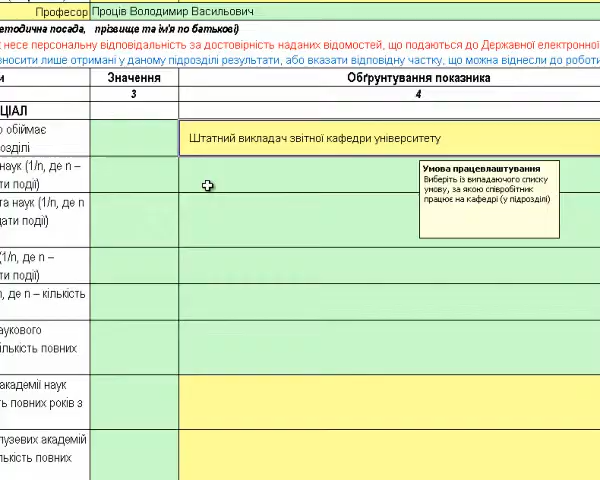 Професор Проців Володимир Васильович
етодична посада, прізвище та ім'я по батькові)
несе персональну відповідальність за достовірність наданих відомостей, що подаються до Державної електронної
вносити лише отримані у даному підрозділі результати, або вказати відповідну частку, що можна віднести до роботи
и Значення Обґрунтування показника
3 4
ЦІАЛ
о обіймає
розділі
Штатний викладач звітної кафедри університету
наук (1/n, де n –
ти події)
та наук (1/n, де n
дати події)
Умова працевлаштування
Виберіть із випадаючого списку
умову, за якою співробітник
працює на кафедрі (у підрозділі)
(1/n, де n –
ти події)
n, де n – кількість
аукового
ількість повних
академії наук
ть повних років з
лузевих академій
лькість повних